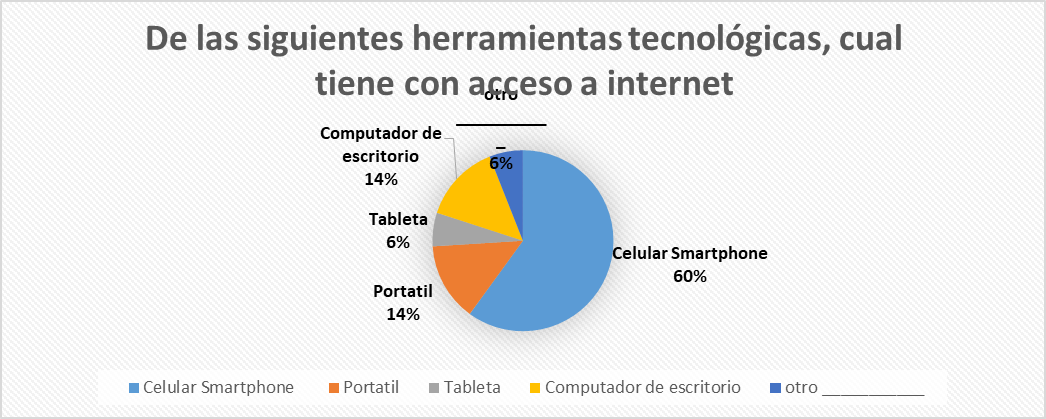 De las siguientes herramientas tecnológicas, cual
tiene con acceso a internet
otro
___________
_
6%
Computador de
escritorio
14%
Tableta
6%
Celular Smartphone
60%
Portatil
14%
Celular Smartphone Portatil Tableta Computador de escritorio otro ____________